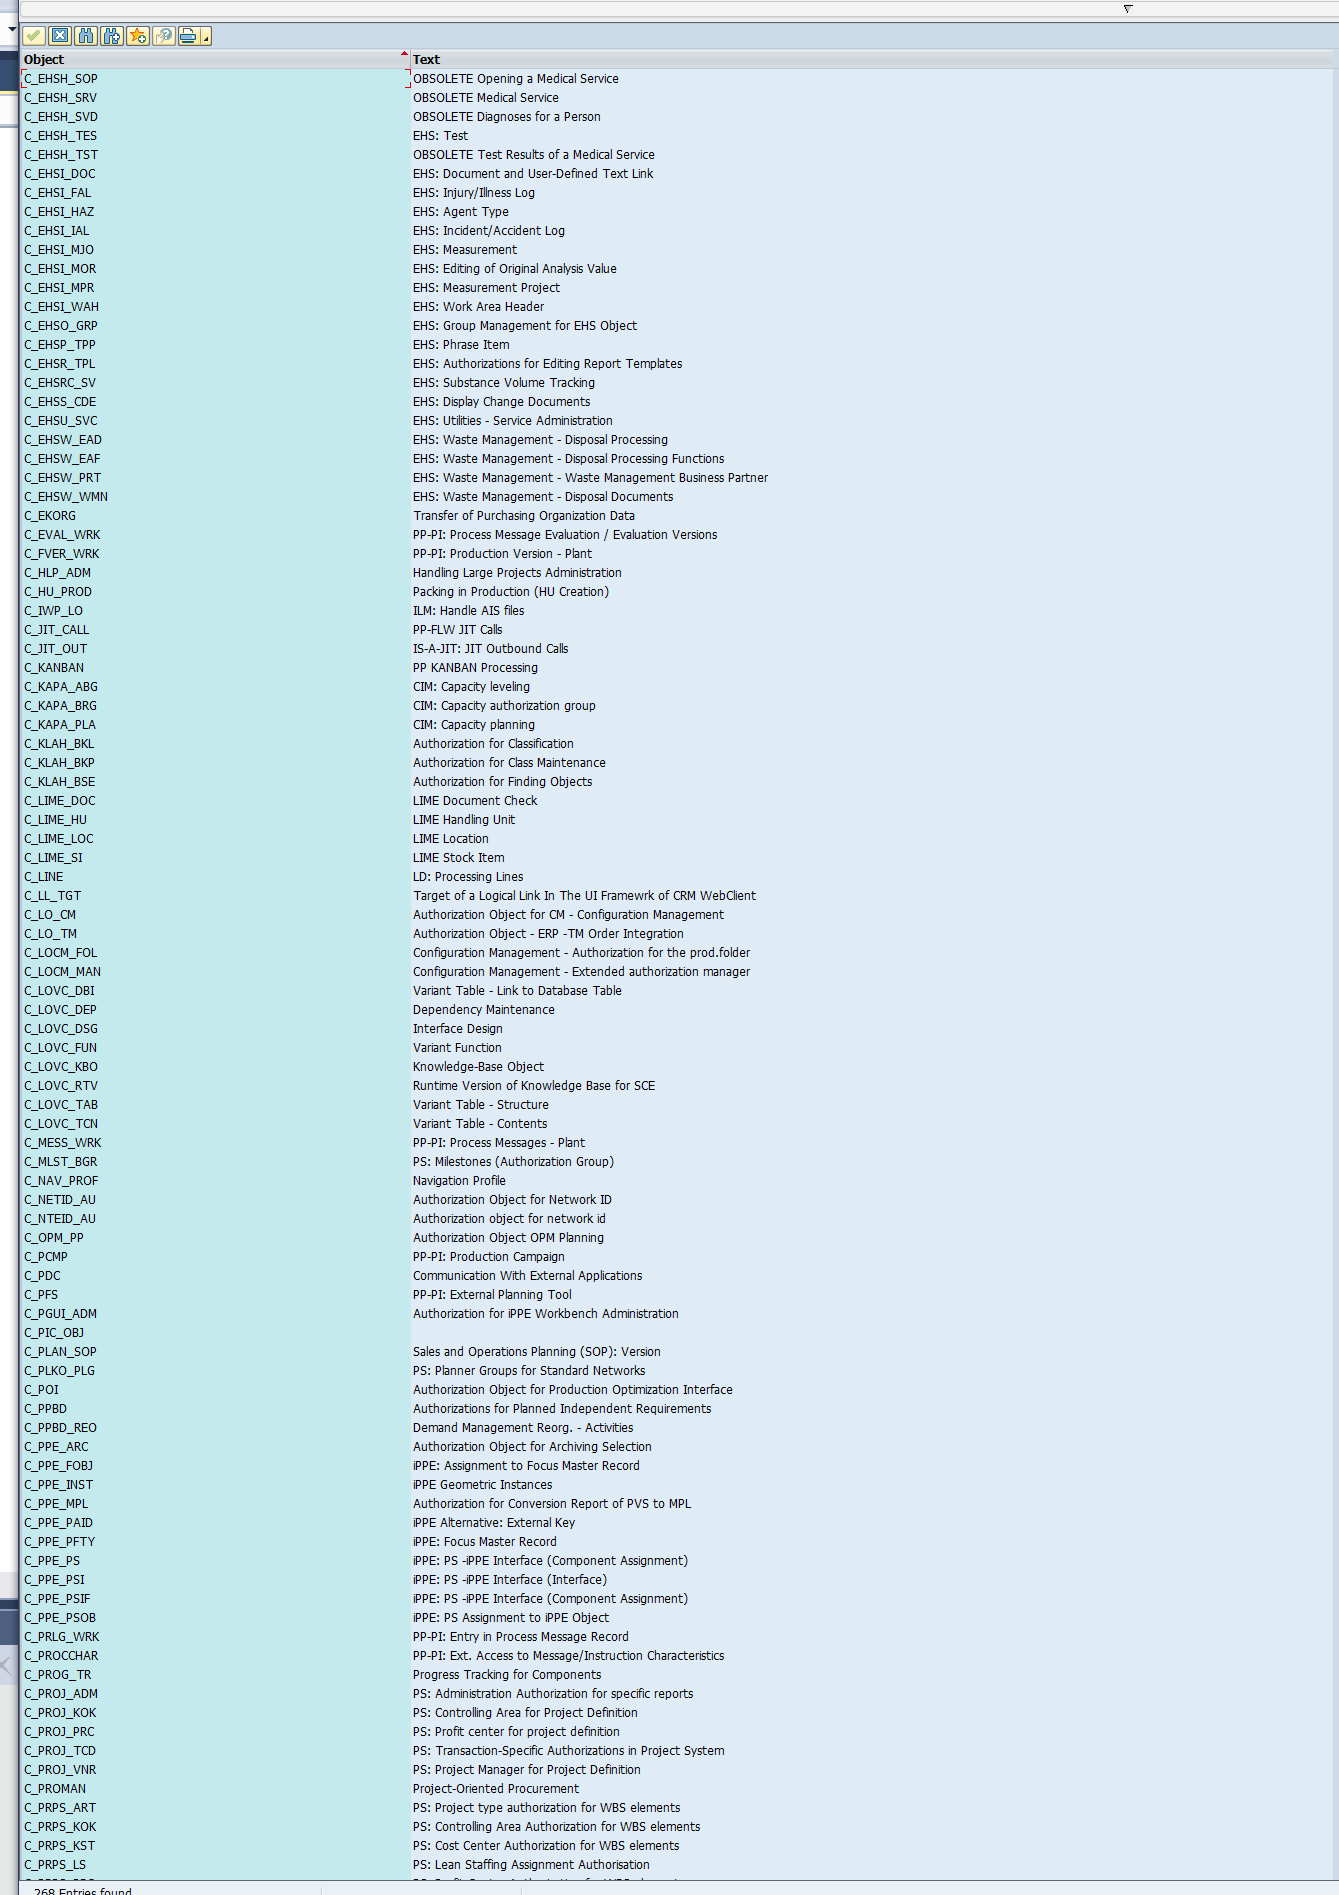 Object Text
C_EHSH_SOP OBSOLETE Opening a Medical Service
C_EHSH_SRV OBSOLETE Medical Service
C_EHSH_SVD OBSOLETE Diagnoses for a Person
C_EHSH_TES EHS: Test
C_EHSH_TST OBSOLETE Test Results of a Medical Service
C_EHSI_DOC EHS: Document and User-Defined Text Link
C_EHSI_FAL EHS: Injury/Illness Log
C_EHSI_HAZ EHS: Agent Type
C_EHSI_IAL EHS: Incident/Accident Log
C_EHSI_MJO EHS: Measurement
C_EHSI_MOR EHS: Editing of Original Analysis Value
C_EHSI_MPR EHS: Measurement Project
C_EHSI_WAH EHS: Work Area Header
C_EHSO_GRP EHS: Group Management for EHS Object
C_EHSP_TPP EHS: Phrase Item
C_EHSR_TPL EHS: Authorizations for Editing Report Templates
C_EHSRC_SV EHS: Substance Volume Tracking
C_EHSS_CDE EHS: Display Change Documents
C_EHSU_SVC EHS: Utilities - Service Administration
C_EHSW_EAD EHS: Waste Management - Disposal Processing
C_EHSW_EAF EHS: Waste Management - Disposal Processing Functions
C_EHSW_PRT EHS: Waste Management - Waste Management Business Partner
C_EHSW_WMN EHS: Waste Management - Disposal Documents
C_EKORG Transfer of Purchasing Organization Data
C_EVAL_WRK PP-PI: Process Message Evaluation / Evaluation Versions
C_FVER_WRK PP-PI: Production Version - Plant
C_HLP_ADM Handling Large Projects Administration
C_HU_PROD Packing in Production (HU Creation)
C_IWP_LO ILM: Handle AIS files
C_JIT_CALL PP-FLW JIT Calls
C_JIT_OUT IS-A-JIT: JIT Outbound Calls
C_KANBAN PP KANBAN Processing
C_KAPA_ABG CIM: Capacity leveling
C_KAPA_BRG CIM: Capacity authorization group
C_KAPA_PLA CIM: Capacity planning
C_KLAH_BKL Authorization for Classification
C_KLAH_BKP Authorization for Class Maintenance
C_KLAH_BSE Authorization for Finding Objects
C_LIME_DOC LIME Document Check
C_LIME_HU LIME Handling Unit
C_LIME_LOC LIME Location
C_LIME_SI LIME Stock Item
C_LINE LD: Processing Lines
C_LL_TGT Target of a Logical Link In The UI Framewrk of CRM WebClient
C_LO_CM Authorization Object for CM - Configuration Management
C_LO_TM Authorization Object - ERP -TM Order Integration
C_LOCM_FOL Configuration Management - Authorization for the prod.folder
C_LOCM_MAN Configuration Management - Extended authorization manager
C_LOVC_DBI Variant Table - Link to Database Table
C_LOVC_DEP Dependency Maintenance
C_LOVC_DSG Interface Design
C_LOVC_FUN Variant Function
C_LOVC_KBO Knowledge-Base Object
C_LOVC_RTV Runtime Version of Knowledge Base for SCE
C_LOVC_TAB Variant Table - Structure
C_LOVC_TCN Variant Table - Contents
C_MESS_WRK PP-PI: Process Messages - Plant
C_MLST_BGR PS: Milestones (Authorization Group)
C_NAV_PROF Navigation Profile
C_NETID_AU Authorization Object for Network ID
C_NTEID_AU Authorization object for network id
C_OPM_PP Authorization Object OPM Planning
C_PCMP PP-PI: Production Campaign
C_PDC Communication With External Applications
C_PFS PP-PI: External Planning Tool
C_PGUI_ADM Authorization for iPPE Workbench Administration
C_PIC_OBJ
C_PLAN_SOP Sales and Operations Planning (SOP): Version
C_PLKO_PLG PS: Planner Groups for Standard Networks
C_POI Authorization Object for Production Optimization Interface
C_PPBD Authorizations for Planned Independent Requirements
C_PPBD_REO Demand Management Reorg. - Activities
C_PPE_ARC Authorization Object for Archiving Selection
C_PPE_FOBJ iPPE: Assignment to Focus Master Record
C_PPE_INST iPPE Geometric Instances
C_PPE_MPL Authorization for Conversion Report of PVS to MPL
C_PPE_PAID iPPE Alternative: External Key
C_PPE_PFTY iPPE: Focus Master Record
C_PPE_PS iPPE: PS -iPPE Interface (Component Assignment)
C_PPE_PSI iPPE: PS -iPPE Interface (Interface)
C_PPE_PSIF iPPE: PS -iPPE Interface (Component Assignment)
C_PPE_PSOB iPPE: PS Assignment to iPPE Object
C_PRLG_WRK PP-PI: Entry in Process Message Record
C_PROCCHAR PP-PI: Ext. Access to Message/Instruction Characteristics
C_PROG_TR Progress Tracking for Components
C_PROJ_ADM PS: Administration Authorization for specific reports
C_PROJ_KOK PS: Controlling Area for Project Definition
C_PROJ_PRC PS: Profit center for project definition
C_PROJ_TCD PS: Transaction-Specific Authorizations in Project System
C_PROJ_VNR PS: Project Manager for Project Definition
C_PROMAN Project-Oriented Procurement
C_PRPS_ART PS: Project type authorization for WBS elements
C_PRPS_KOK PS: Controlling Area Authorization for WBS elements
C_PRPS_KST PS: Cost Center Authorization for WBS elements
C_PRPS_LS PS: Lean Staffing Assignment Authorisation
268 Entries found